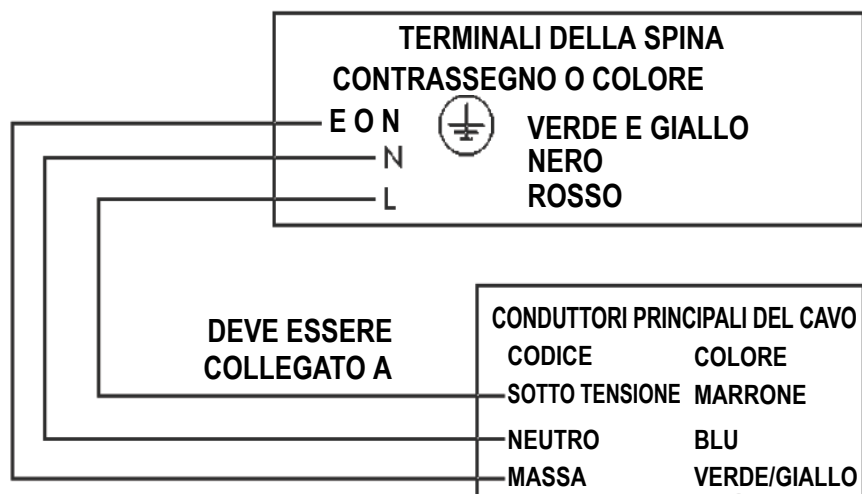 TERMINALI DELLA SPINA
CONTRASSEGNO O COLORE
E O N VERDE E GIALLO
N NERO
L ROSSO
DEVE ESSERE
COLLEGATO A
CONDUTTORI PRINCIPALI DEL CAVO
CODICE COLORE
SOTTO TENSIONE MARRONE
NEUTRO BLU
MASSA VERDE/GIALLO